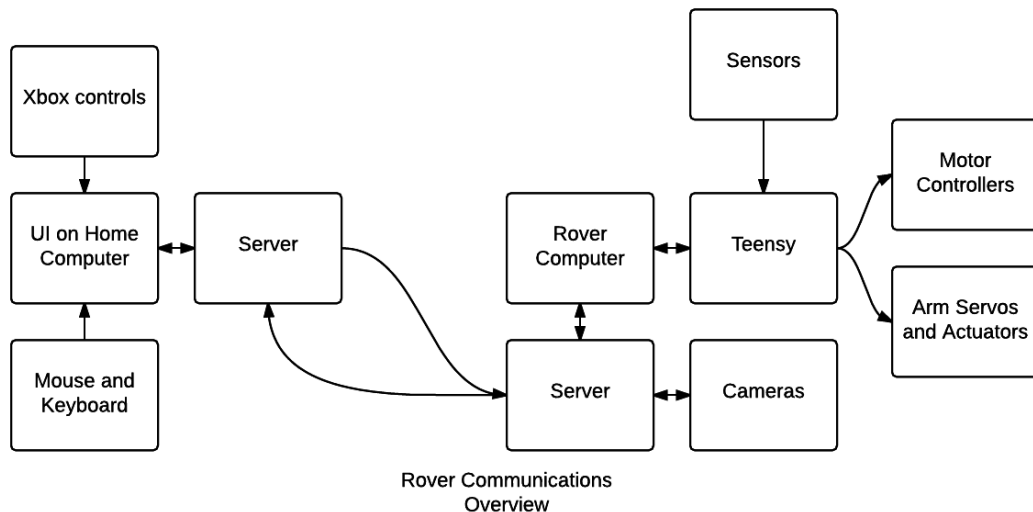 Xbox controls
Sensors
Motor
Controllers
UI on Home
Computer
Server
Rover
Computer
Teensy
Arm Servos
and Actuators
Mouse and
Keyboard
Server
Cameras
Rover Communications
Overview